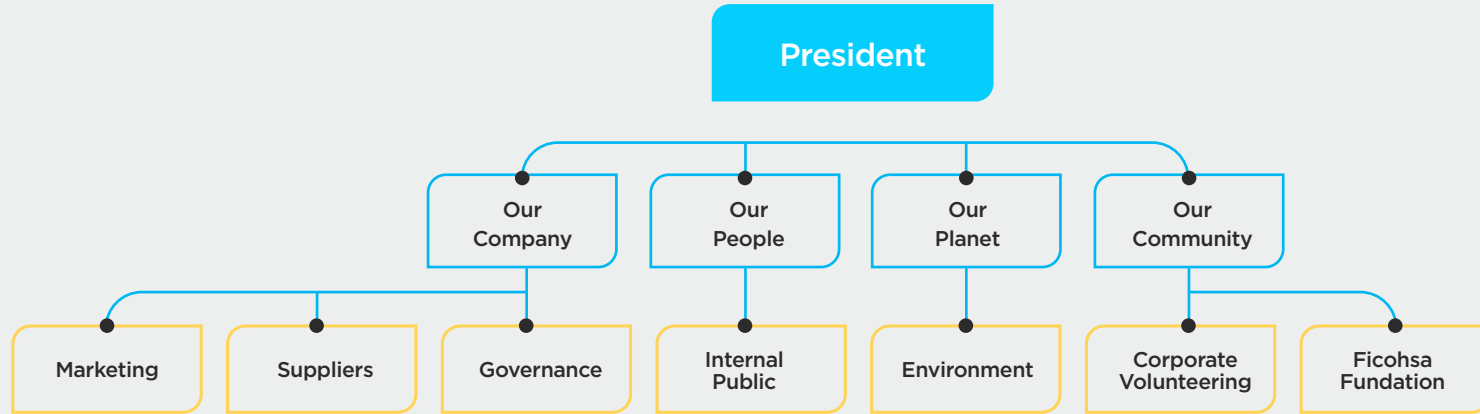 President
Our
Company
Our
People
Our
Planet
Our
Community
Marketing
Suppliers
Governance
Internal
Public
Environment
Corporate
Volunteering
Ficohsa
Fundation